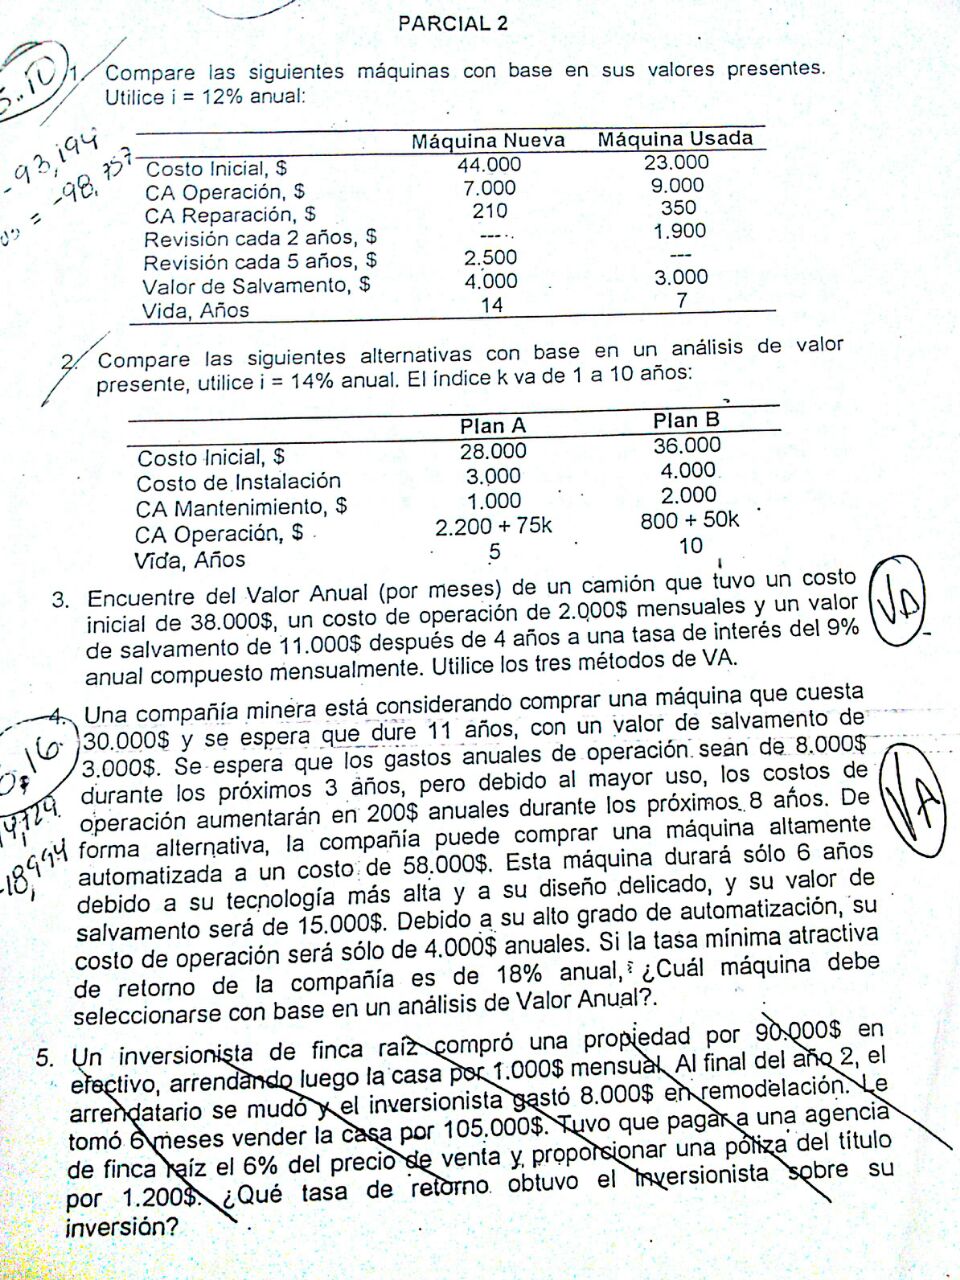 PARCIAL 2
1. Compare las siguientes máquinas con base en sus valores presentes.
Utilice i = 12% anual:
Máquina Nueva Máquina Usada
Costo Inicial, $ 44.000 23.000
CA Operación, $ 7.000 9.000
CA Reparación, $ 210 350
Revisión cada 2 años, $ ---- 1.900
Revisión cada 5 años, $ 2.500 ---
Valor de Salvamento, $ 4.000 3.000
Vida, Años 14 7
-93,194
= -98,757
2. Compare las siguientes alternativas con base en un análisis de valor
presente, utilice i = 14% anual. El índice k va de 1 a 10 años:
Plan A Plan B
Costo Inicial, $ 28.000 36.000
Costo de Instalación 3.000 4.000
CA Mantenimiento, $ 1.000 2.000
CA Operación, $ 2.200 + 75k 800 + 50k
Vida, Años 5 10
3. Encuentre del Valor Anual (por meses) de un camión que tuvo un costo
inicial de 38.000$, un costo de operación de 2.000$ mensuales y un valor
de salvamento de 11.000$ después de 4 años a una tasa de interés del 9%
anual compuesto mensualmente. Utilice los tres métodos de VA.
VA
4. Una compañía minera está considerando comprar una máquina que cuesta
30.000$ y se espera que dure 11 años, con un valor de salvamento de
3.000$. Se espera que los gastos anuales de operación sean de 8.000$
durante los próximos 3 años, pero debido al mayor uso, los costos de
operación aumentarán en 200$ anuales durante los próximos 8 años. De
forma alternativa, la compañía puede comprar una máquina altamente
automatizada a un costo de 58.000$. Esta máquina durará sólo 6 años
debido a su tecnología más alta y a su diseño delicado, y su valor de
salvamento será de 15.000$. Debido a su alto grado de automatización, su
costo de operación será sólo de 4.000$ anuales. Si la tasa mínima atractiva
de retorno de la compañía es de 18% anual, ¿Cuál máquina debe
seleccionarse con base en un análisis de Valor Anual?.
VA
-18,994
5. Un inversionista de finca raíz compró una propiedad por 90.000$ en
efectivo, arrendando luego la casa por 1.000$ mensual. Al final del año 2, el
arrendatario se mudó y el inversionista gastó 8.000$ en remodelación. Le
tomó 6 meses vender la casa por 105.000$. Tuvo que pagar a una agencia
de finca raíz el 6% del precio de venta y proporcionar una póliza del título
por 1.200$. ¿Qué tasa de retorno obtuvo el inversionista sobre su
inversión?